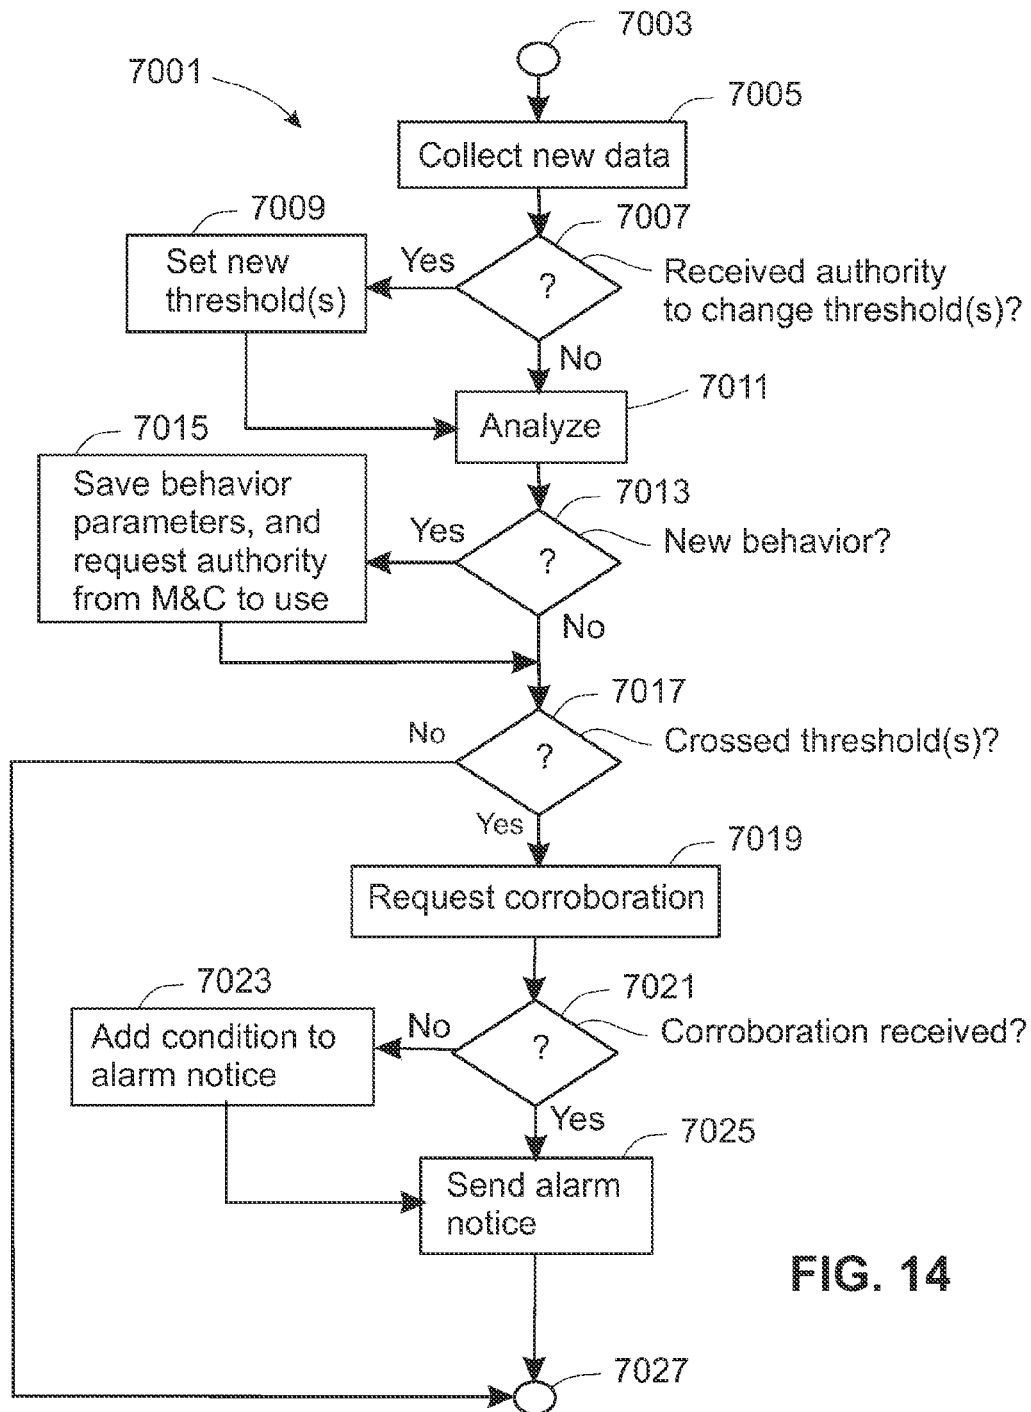 7003
7001
7005
Collect new data
7009
7007
Set new
threshold(s)
Yes
?
Received authority
to change threshold(s)?
No
7011
Analyze
7015
Save behavior
parameters, and
request authority
from M&C to use
7013
Yes
?
New behavior?
No
7017
No
?
Crossed threshold(s)?
Yes
7019
Request corroboration
7023
7021
Add condition to
alarm notice
No
?
Corroboration received?
Yes
7025
Send alarm
notice
FIG. 14
7027